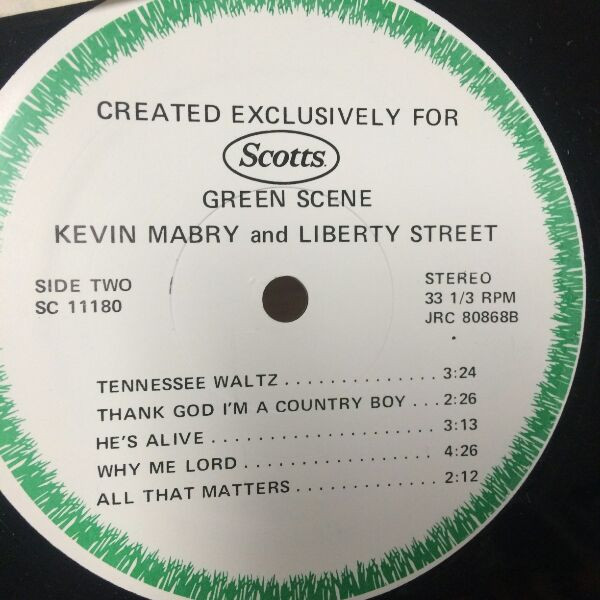 CREATED EXCLUSIVELY FOR
Scotts.
GREEN SCENE
KEVIN MABRY and LIBERTY STREET
SIDE TWO
SC 11180
STEREO
33 1/3 RPM
JRC 80868B
TENNESSEE WALTZ............... 3:24
THANK GOD I'M A COUNTRY BOY ... 2:26
HE'S ALIVE ...................... 3:13
WHY ME LORD .................. 4:26
ALL THAT MATTERS ............. 2:12